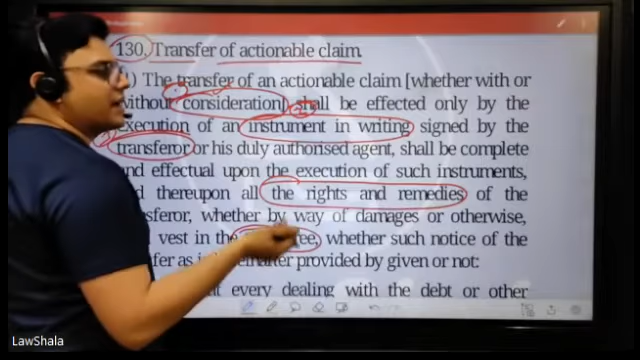 130. Transfer of actionable claim
1) The transfer of an actionable claim [whether with or
without consideration] shall be effected only by the
execution of an instrument in writing signed by the
transferor or his duly authorised agent, shall be complete
and effectual upon the execution of such instruments,
thereupon all the rights and remedies of the
whether by way of damages or otherwise,
vest in the whether such notice of the
as provided by given or not:
every dealing with the debt or other
LawShala